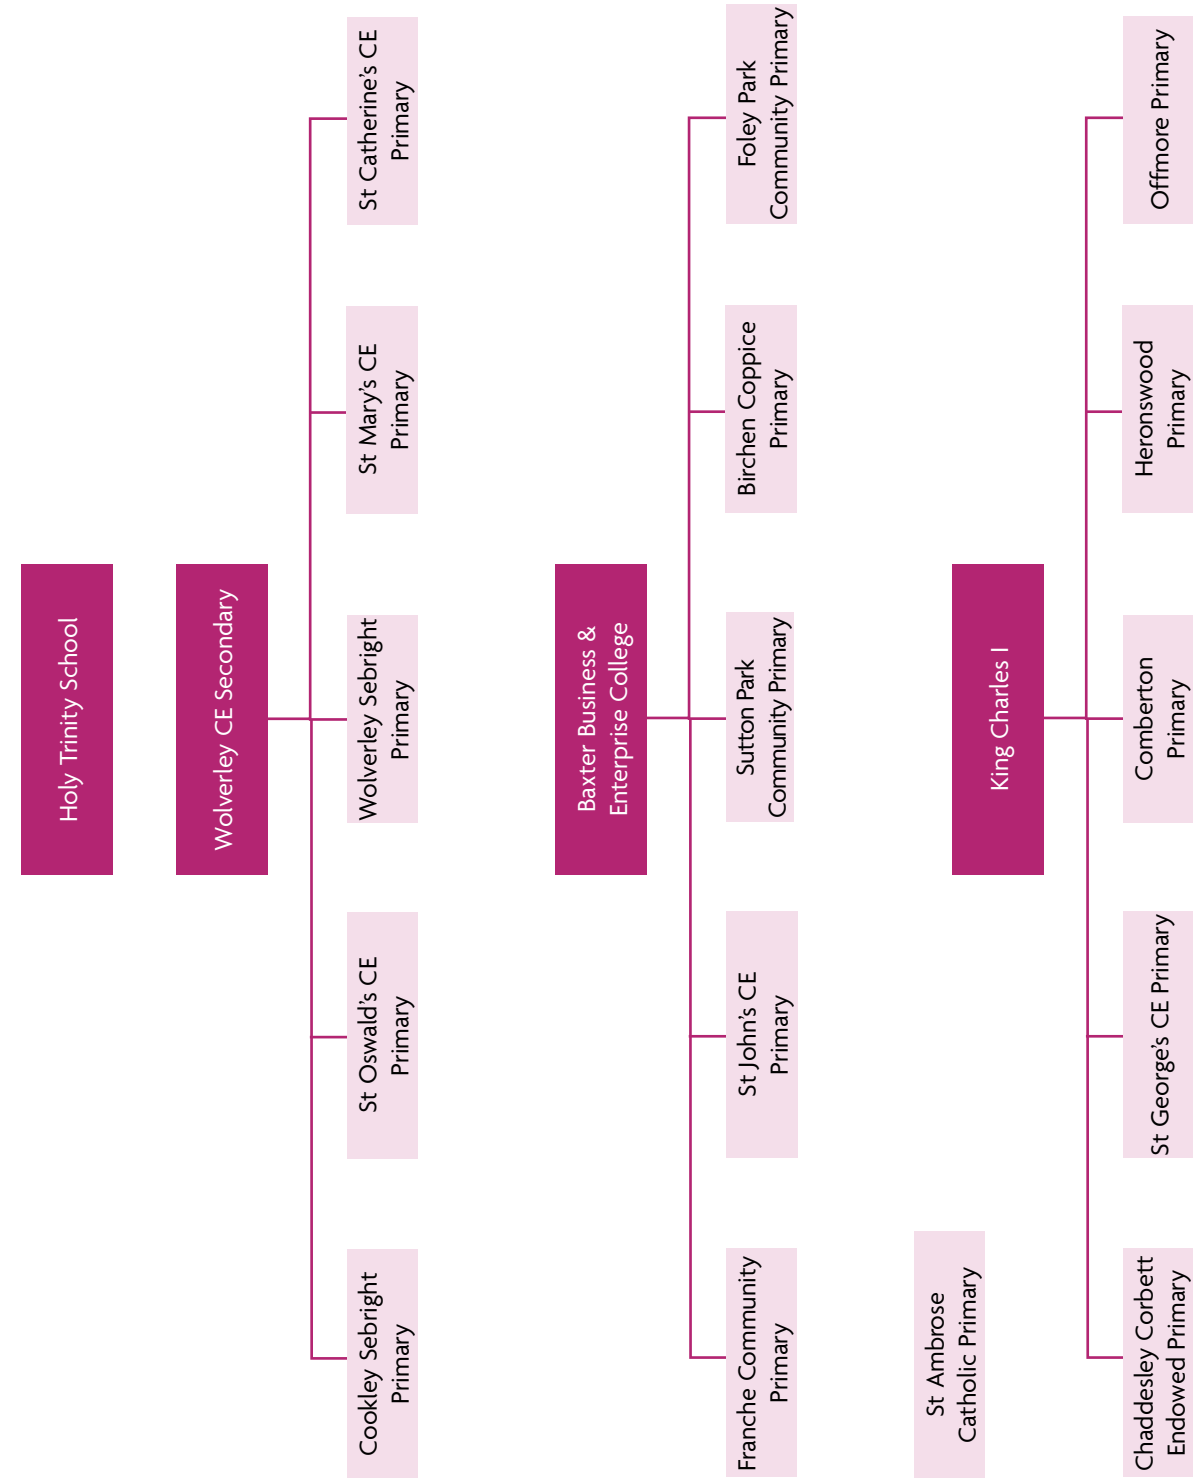 Holy Trinity School
Wolverley CE Secondary
Cookley Sebright
Primary
St Oswald's CE
Primary
Wolverley Sebright
Primary
St Mary's CE
Primary
St Catherine's CE
Primary
Baxter Business &
Enterprise College
Franche Community
Primary
St John's CE
Primary
Sutton Park
Community Primary
Birchen Coppice
Primary
Foley Park
Community Primary
St Ambrose
Catholic Primary
King Charles I
Chaddesley Corbett
Endowed Primary
St George's CE Primary
Comberton
Primary
Heronswood
Primary
Offmore Primary